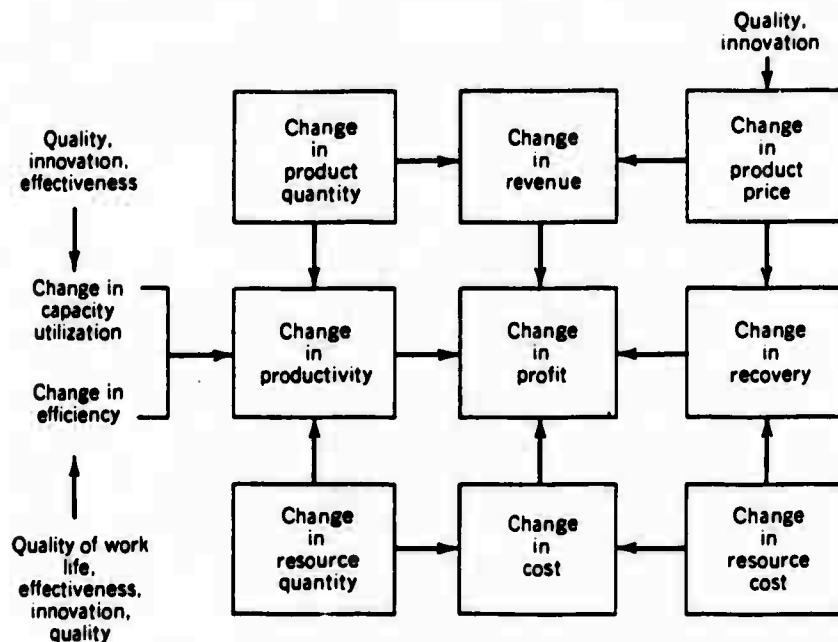 Quality,
innovation
Change
in
product
quantity
Change
in
revenue
Change
in
product
price
Quality,
innovation,
effectiveness
Change in
capacity
utilization
Change in
efficiency
Change
in
productivity
Change
in
profit
Change
in
recovery
Quality of work
life,
effectiveness,
innovation,
quality
Change
in
resource
quantity
Change
in
cost
Change
in
resource
cost